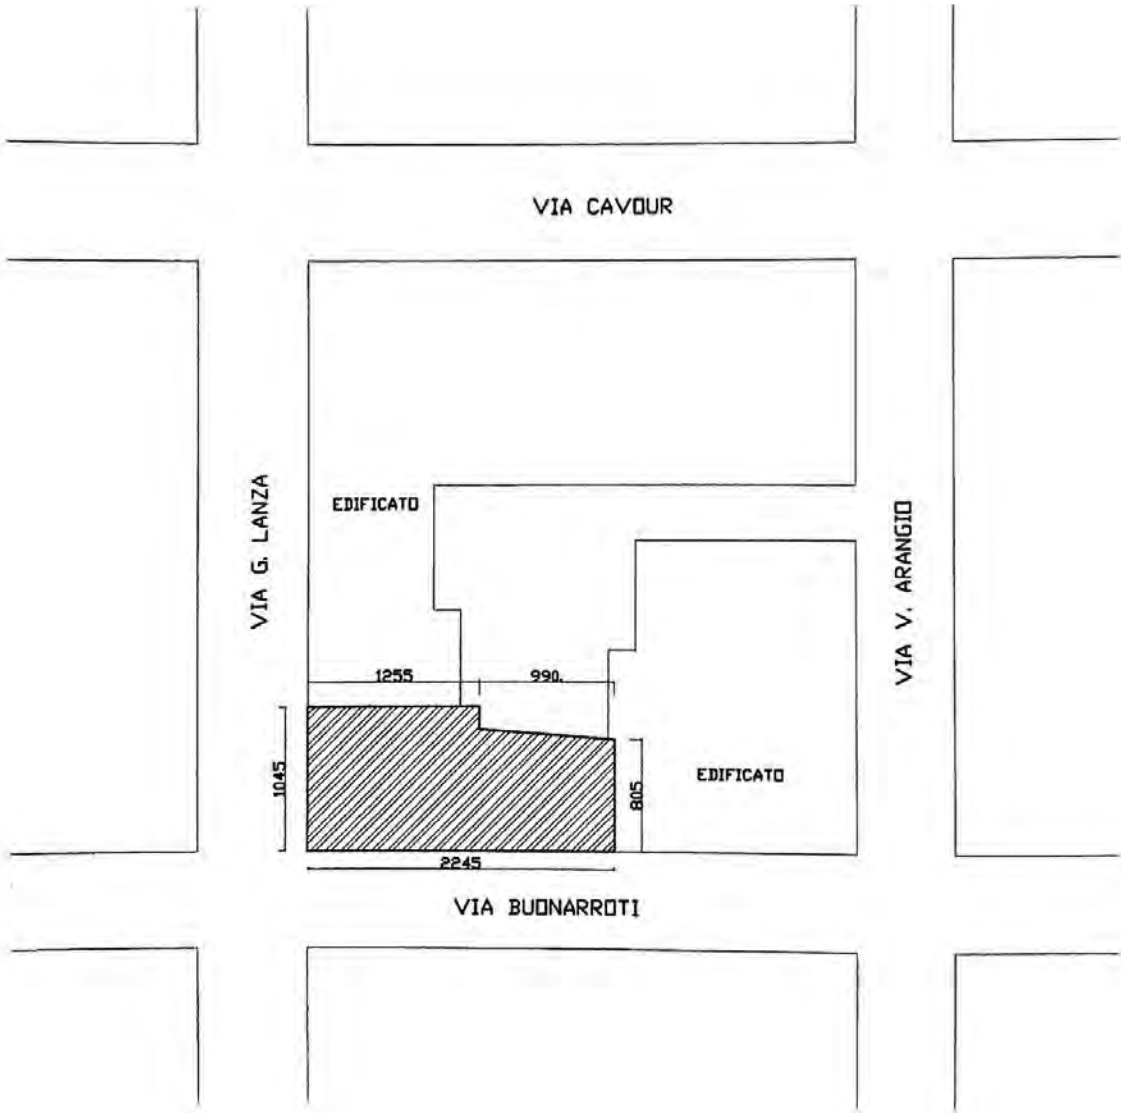 VIA CAVOUR
EDIFICATO
VIA G. LANZA
VIA V. ARANGIO
1255
990.
1045
805
EDIFICATO
2245
VIA BUONARROTI